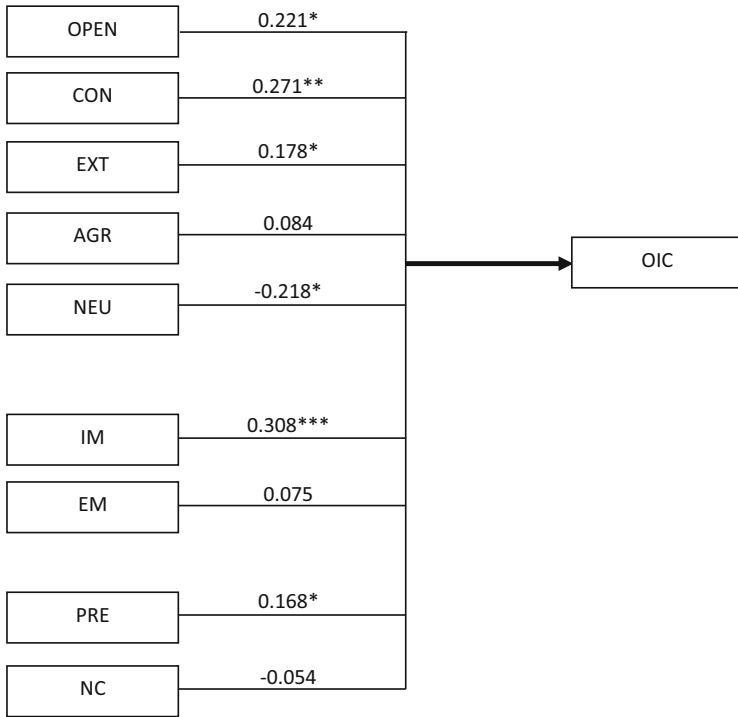 OPEN 0.221*
CON 0.271**
EXT 0.178*
AGR 0.084
OIC
NEU -0.218*
IM 0.308***
EM 0.075
PRE 0.168*
NC -0.054